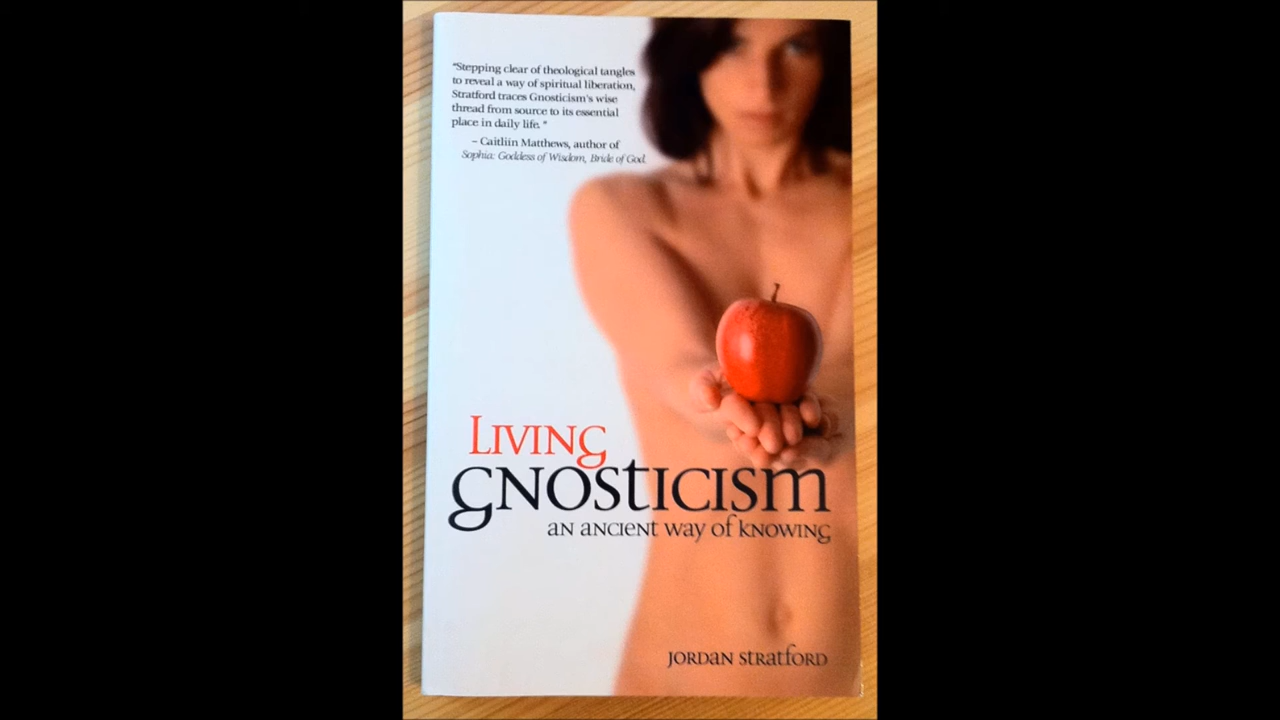 "Stepping clear of theological tangles
to reveal a way of spiritual liberation,
Stratford traces Gnosticism's wise
thread from source to its essential
place in daily life. "
– Caitlín Matthews, author of
Sophia: Goddess of Wisdom, Bride of God.
Living
gnosticism
an ancient way of knowing
Jordan Stratford